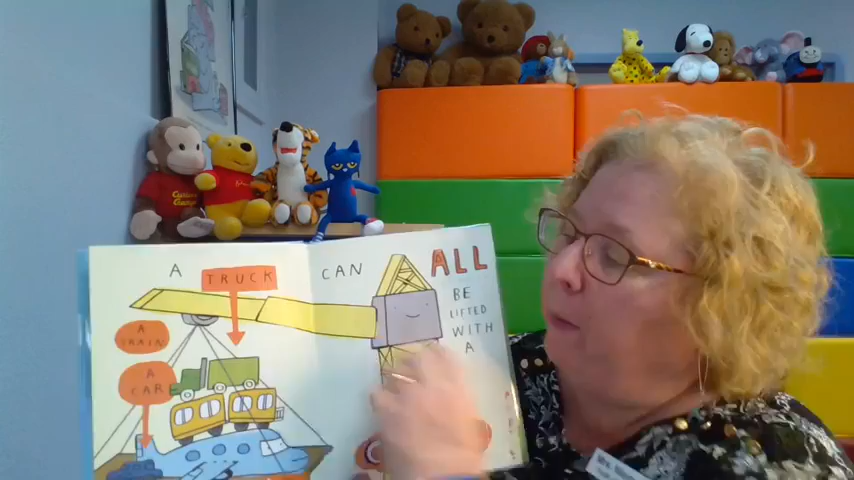 A TRUCK CAN ALL
BE
LIFTED
WITH
A
A
TRAIN
A
CAR
Curious
George